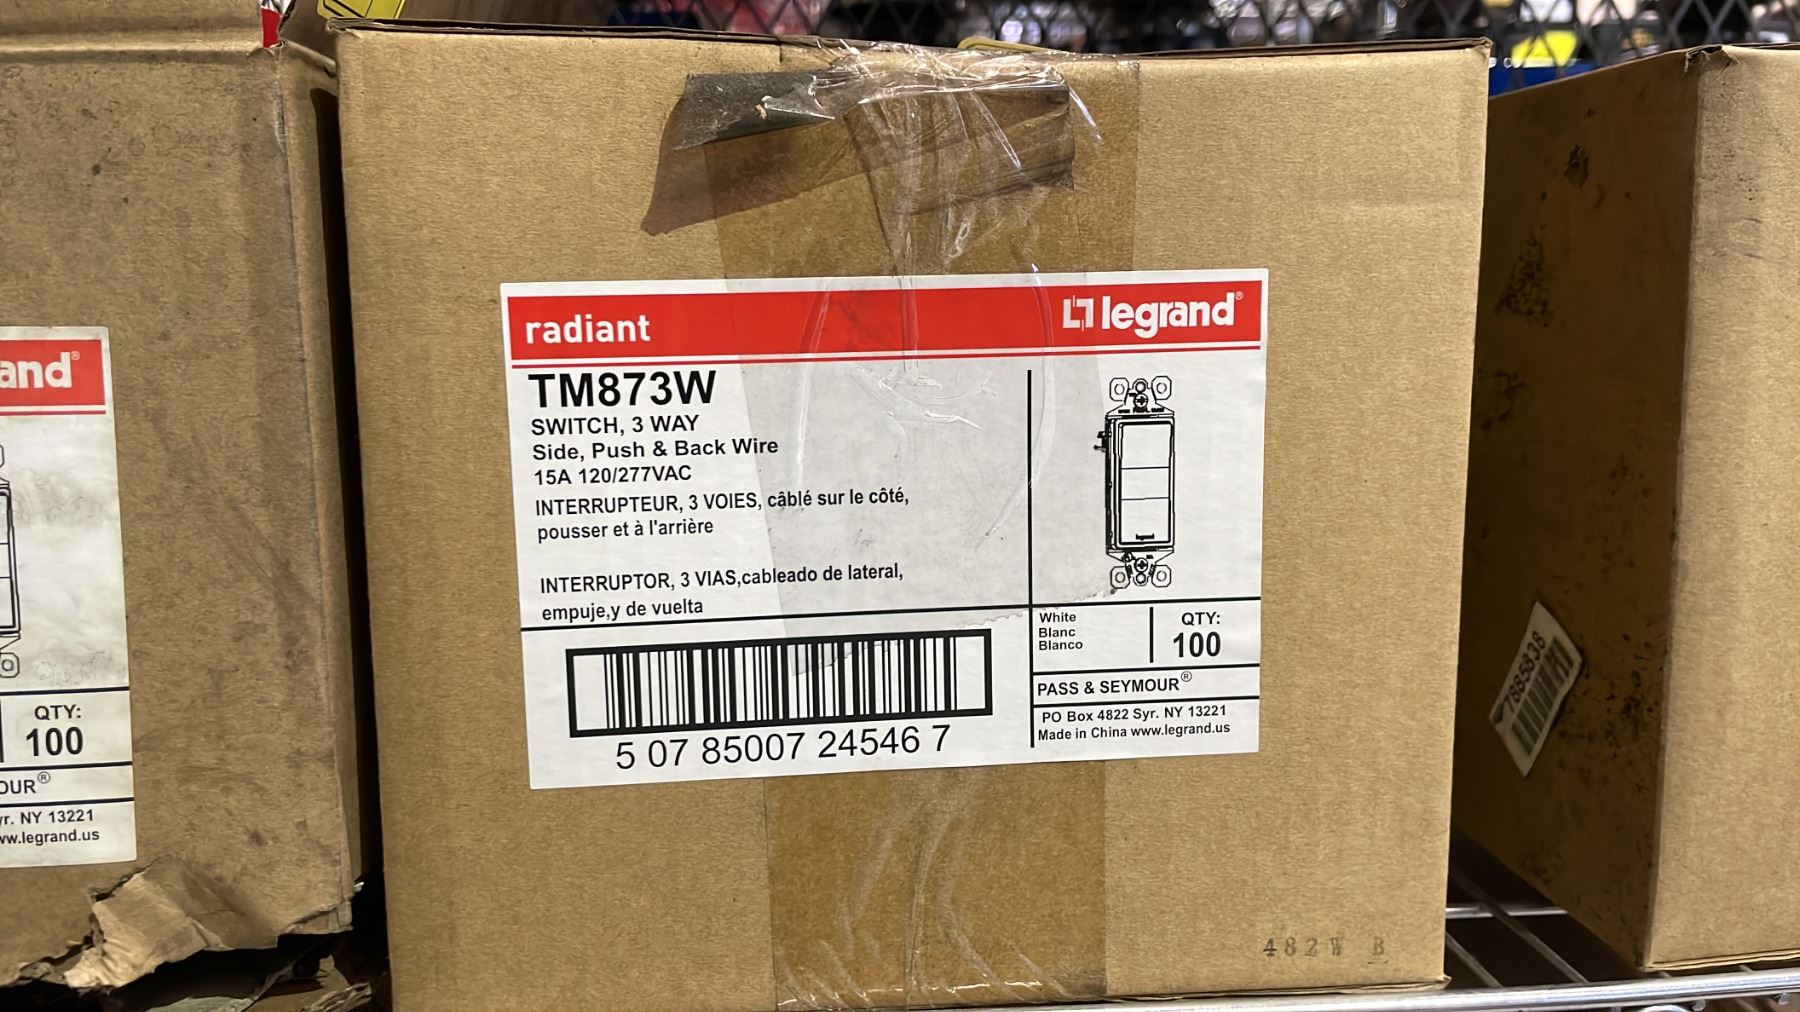 radiant
legrand®
TM873W
SWITCH, 3 WAY
Side, Push & Back Wire
15A 120/277VAC
INTERRUPTEUR, 3 VOIES, câblé sur le côté,
pousser et à l'arrière
INTERRUPTOR, 3 VIAS,cableado de lateral,
empuje,y de vuelta
legrand
5 07 85007 24546 7
White
Blanc
Blanco
QTY:
100
PASS & SEYMOUR®
PO Box 4822 Syr. NY 13221
Made in China www.legrand.us
482W B
and®
QTY:
100
OUR®
yr. NY 13221
ww.legrand.us
7885838